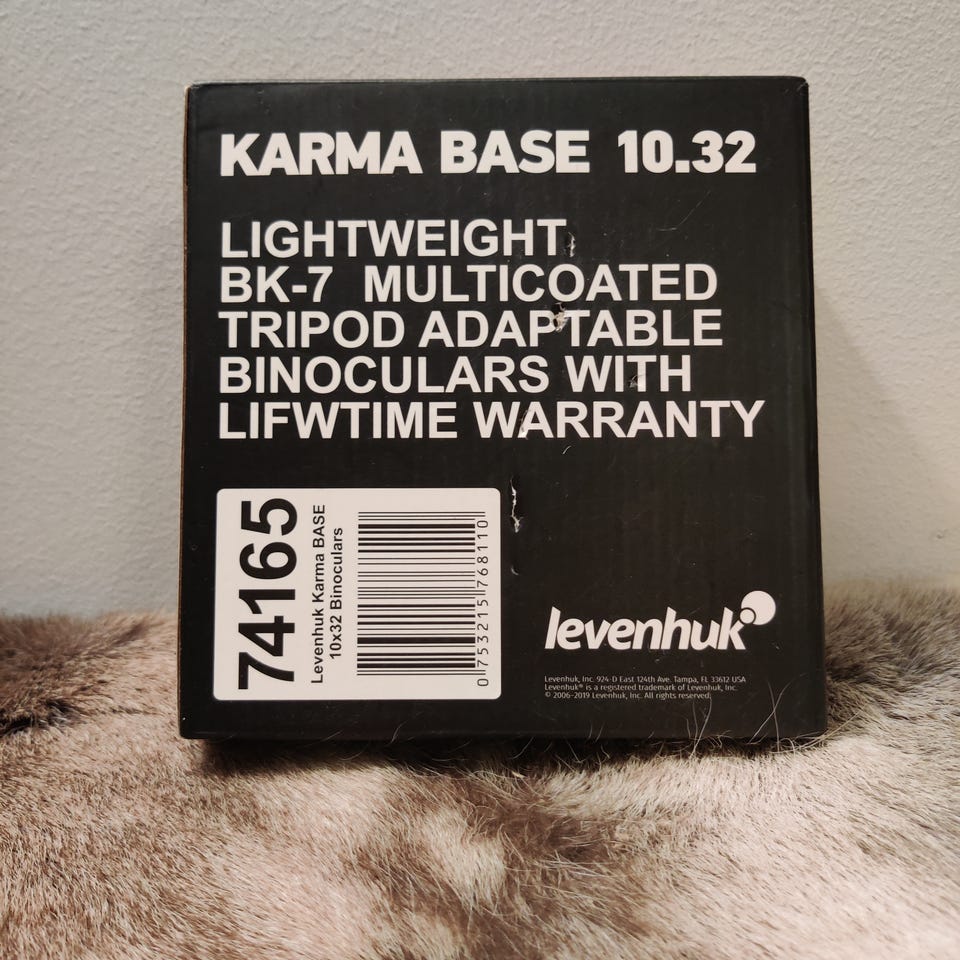 KARMA BASE 10.32
LIGHTWEIGHT
BK-7 MULTICOATED
TRIPOD ADAPTABLE
BINOCULARS WITH
LIFWTIME WARRANTY
74165
Levenhuk Karma BASE
10x32 Binoculars
0 753215 768110
levenhuk
Levenhuk, Inc. 924-D East 124th Ave. Tampa, FL 33612 USA
Levenhuk® is a registered trademark of Levenhuk, Inc.
© 2006-2019 Levenhuk, Inc. All rights reserved.